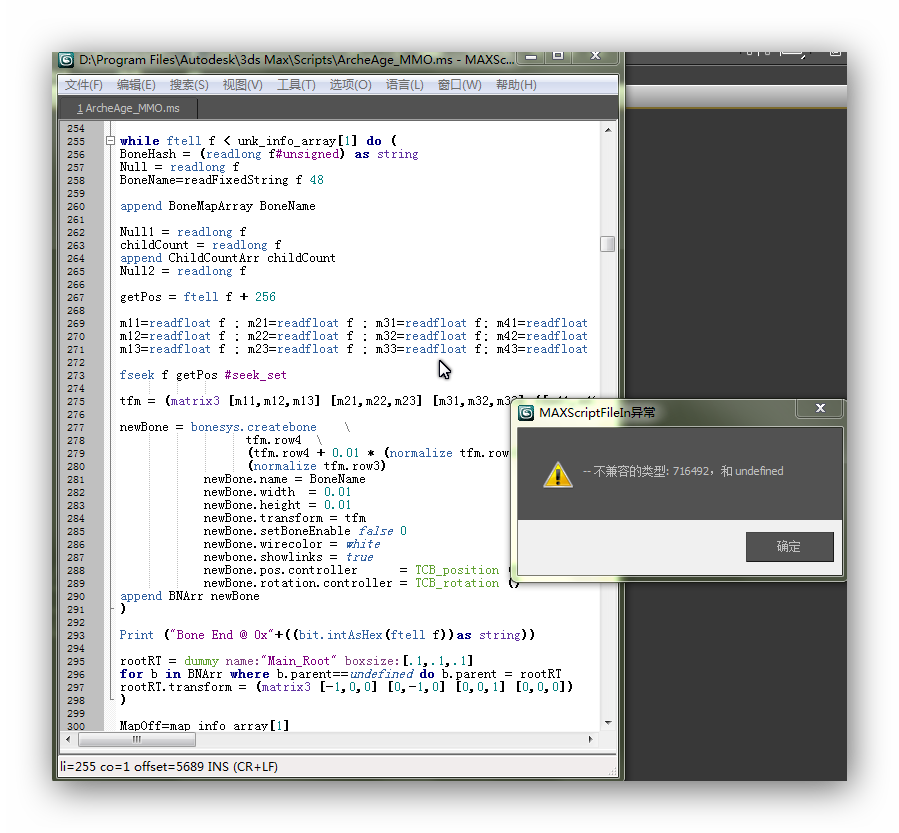 D:\Program Files\Autodesk\3ds Max\Scripts\ArcheAge_MMO.ms - MAXSc...
文件(F) 编辑(E) 搜索(S) 视图(V) 工具(T) 选项(O) 语言(L) 窗口(W) 帮助(H)
1 ArcheAge_MMO.ms
254
255 while ftell f < unk_info_array[1] do (
256 BoneHash = (readlong f#unsigned) as string
257 Null = readlong f
258 BoneName=readFixedString f 48
259
260 append BoneMapArray BoneName
261
262 Null1 = readlong f
263 childCount = readlong f
264 append ChildCountArr childCount
265 Null2 = readlong f
266
267 getPos = ftell f + 256
268
269 m11=readfloat f ; m21=readfloat f ; m31=readfloat f; m41=readfloat
270 m12=readfloat f ; m22=readfloat f ; m32=readfloat f; m42=readfloat
271 m13=readfloat f ; m23=readfloat f ; m33=readfloat f; m43=readfloat
272
273 fseek f getPos #seek_set
274
275 tfm = (matrix3 [m11,m12,m13] [m21,m22,m23] [m31,m32,m33]
276
277 newBone = bonesys.createbone \
278 tfm.row4 \
279 (tfm.row4 + 0.01 * (normalize tfm.row
280 (normalize tfm.row3)
281 newBone.name = BoneName
282 newBone.width = 0.01
283 newBone.height = 0.01
284 newBone.transform = tfm
285 newBone.setBoneEnable false 0
286 newBone.wirecolor = white
287 newBone.showlinks = true
288 newBone.pos.controller = TCB_position
289 newBone.rotation.controller = TCB_rotation ()
290 append BNArr newBone
291 )
292
293 Print ("Bone End @ 0x"+((bit.intAsHex(ftell f))as string))
294
295 rootRT = dummy name:"Main_Root" boxsize:[.1,.1,.1]
296 for b in BNArr where b.parent==undefined do b.parent = rootRT
297 rootRT.transform = (matrix3 [-1,0,0] [0,-1,0] [0,0,1] [0,0,0])
298 )
299
300 MapOff=map_info_array[1]
li=255 co=1 offset=5689 INS (CR+LF)
MAXScriptFileIn异常
-- 不兼容的类型: 716492，和 undefined
确定